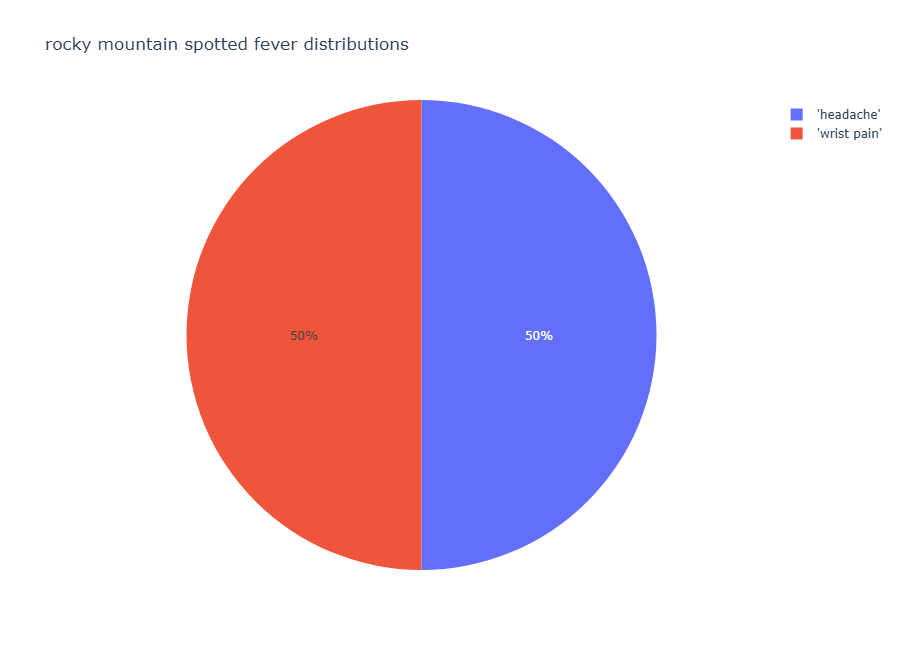 rocky mountain spotted fever distributions
'headache'
'wrist pain'
50%
50%